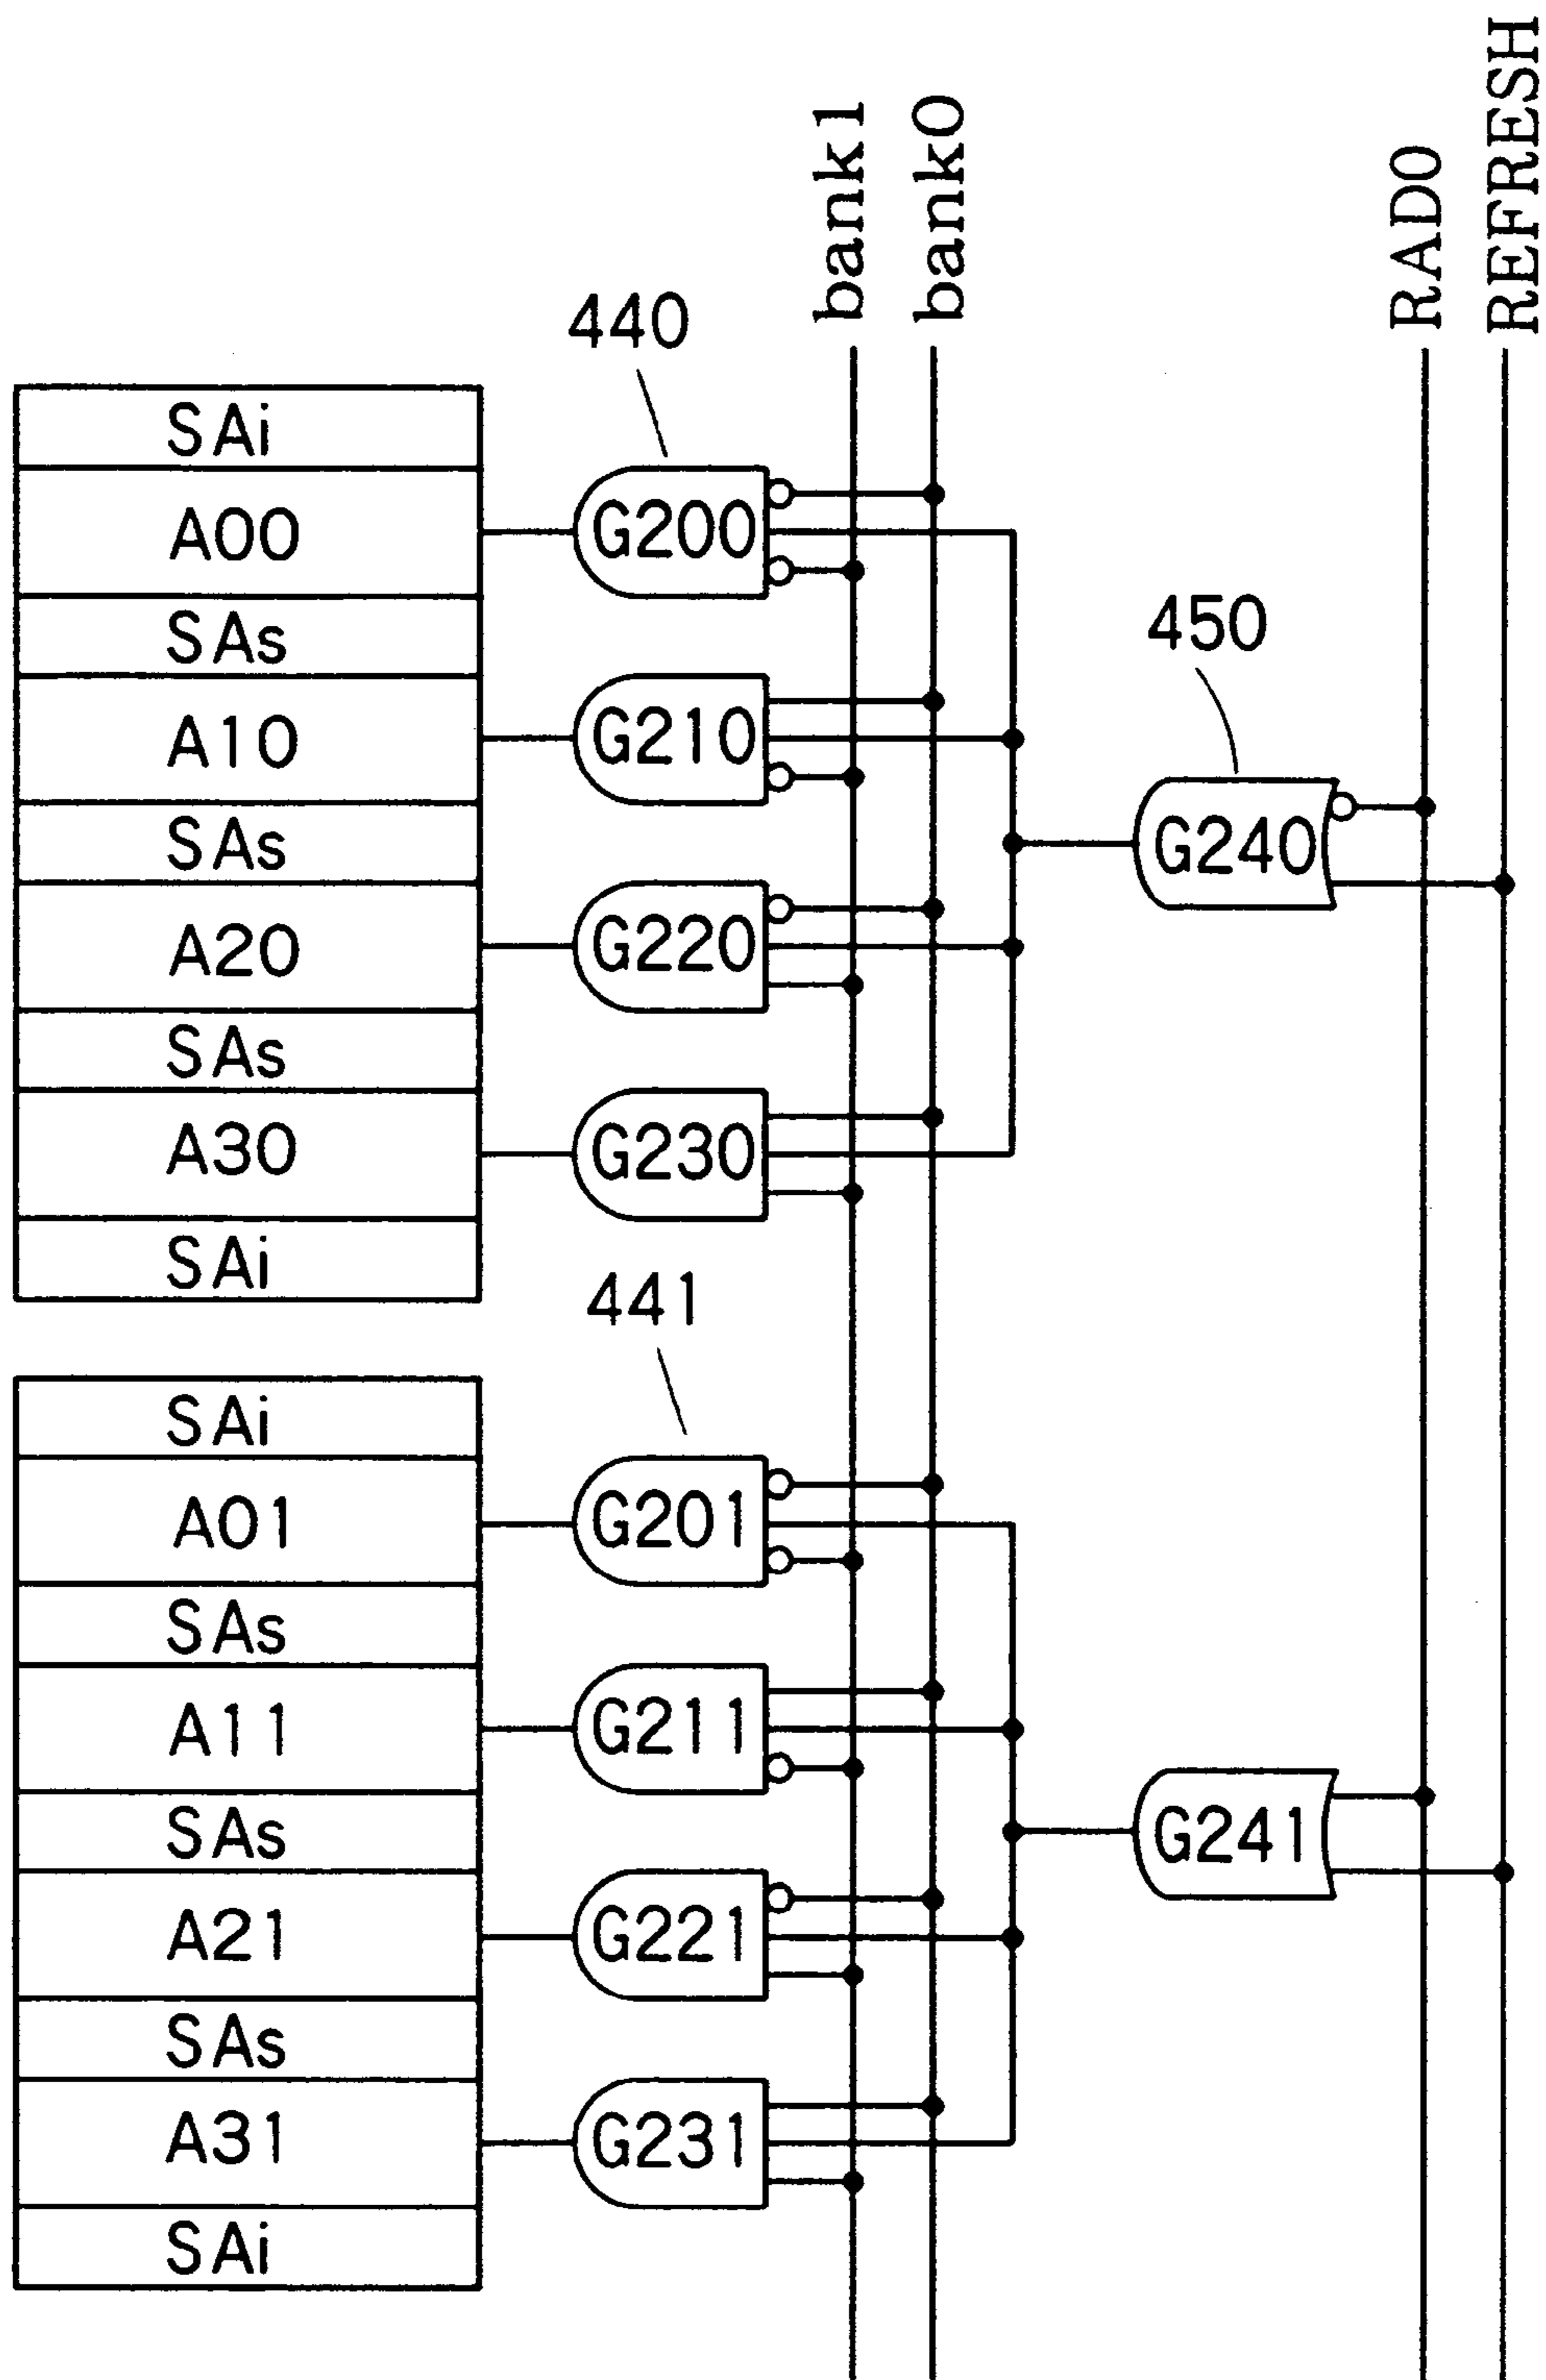 REFRESH
RAD0
bank1
bank0
440
SAi
A00
G200
SAs
450
A10
G210
SAs
G240
A20
G220
SAs
A30
G230
SAi
441
SAi
A01
G201
SAs
A11
G211
SAs
G241
A21
G221
SAs
A31
G231
SAi